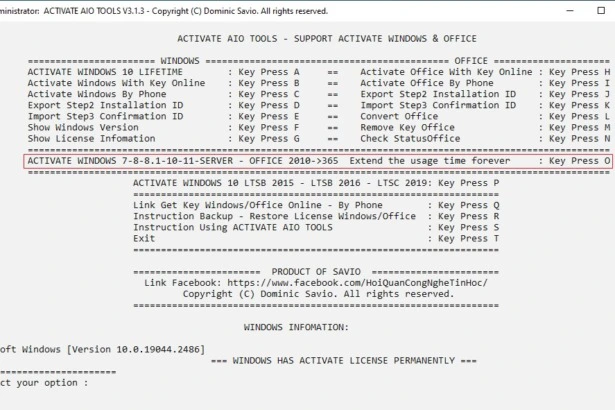 ministrator: ACTIVATE AIO TOOLS V3.1.3 - Copyright (C) Dominic Savio. All rights reserved.
ACTIVATE AIO TOOLS - SUPPORT ACTIVATE WINDOWS & OFFICE
====================== WINDOWS =========================================== OFFICE ====================
ACTIVATE WINDOWS 10 LIFETIME : Key Press A == Activate Office With Key Online : Key Press H
Activate Windows With Key Online : Key Press B == Activate Office By Phone : Key Press I
Activate Windows By Phone : Key Press C == Export Step2 Installation ID : Key Press J
Export Step2 Installation ID : Key Press D == Import Step3 Confirmation ID : Key Press K
Import Step3 Confirmation ID : Key Press E == Convert Office : Key Press L
Show Windows Version : Key Press F == Remove Key Office : Key Press M
Show License Infomation : Key Press G == Check StatusOffice : Key Press N
=======================================================================================================
ACTIVATE WINDOWS 7-8-8.1-10-11-SERVER - OFFICE 2010->365 Extend the usage time forever : Key Press O
=======================================================================================================
ACTIVATE WINDOWS 10 LTSB 2015 - LTSB 2016 - LTSC 2019: Key Press P
=================================================================
Link Get Key Windows/Office Online - By Phone : Key Press Q
Instruction Backup - Restore License Windows/Office : Key Press R
Instruction Using ACTIVATE AIO TOOLS : Key Press S
Exit : Key Press T
=================================================================
======================= PRODUCT OF SAVIO =======================
Link Facebook: https://www.facebook.com/HoiQuanCongNgheTinHoc/
Copyright (C) Dominic Savio. All rights reserved.
=================================================================
WINDOWS INFOMATION:
oft Windows [Version 10.0.19044.2486]
=== WINDOWS HAS ACTIVATE LICENSE PERMANENTLY ===
=====================
ct your option :